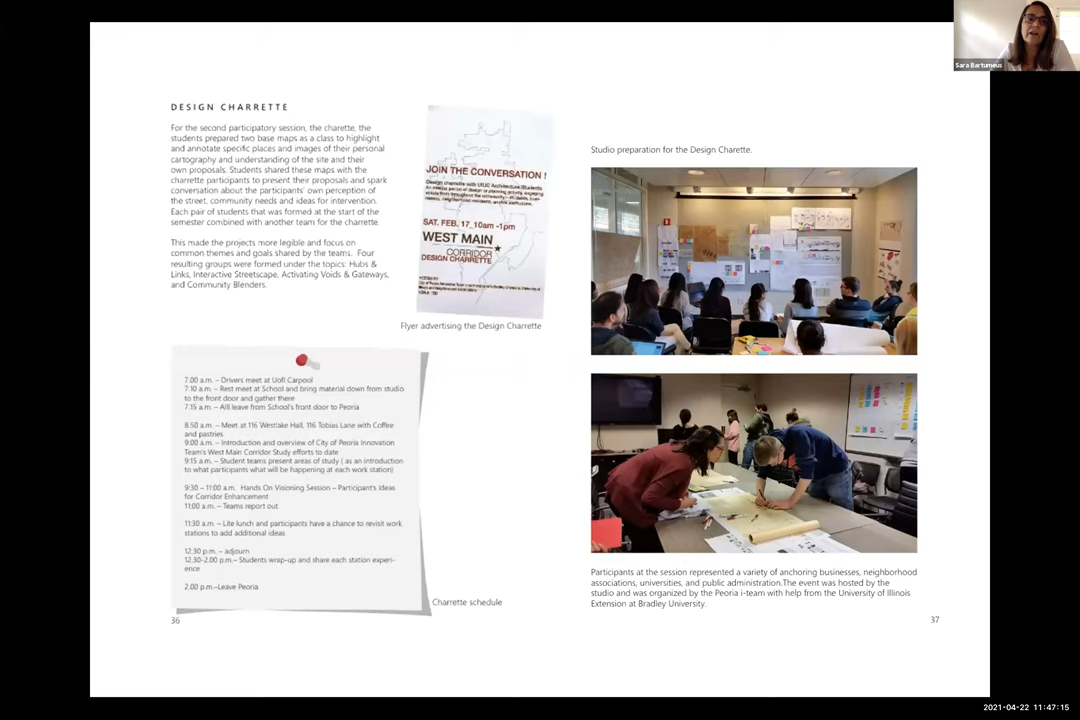 Sara Bartumeus
DESIGN CHARRETTE
For the second participatory session, the charette, the
students prepared two base maps as a class to highlight
and annotate specific places and images of their personal
cartography and understanding of the site and their
own proposals. Students shared these maps with the
charrette participants to present their proposals and spark
conversation about the participants' own perception of
the street, community needs and ideas for intervention.
Each pair of students that was formed at the start of the
semester combined with another team for the charrette.
This made the projects more legible and focus on
common themes and goals shared by the teams. Four
resulting groups were formed under the topics: Hubs &
Links, Interactive Streetscape, Activating Voids & Gateways,
and Community Blenders.
JOIN THE CONVERSATION !
Design charrette with UIUC Architecture Students
SAT. FEB. 17_10am -1pm
WEST MAIN
CORRIDOR
DESIGN CHARRETTE
Flyer advertising the Design Charrette
7.00 a.m. – Drivers meet at UofI Carpool
7.10 a.m. – Rest meet at School and bring material down from studio
to the front door and gather there
7.15 a.m. – Alll leave from School's front door to Peoria
8.50 a.m. – Meet at 116 Westlake Hall, 116 Tobias Lane with Coffee
and pastries
9:00 a.m. – Introduction and overview of City of Peoria Innovation
Team's West Main Corridor Study efforts to date
9:15 a.m. – Student teams present areas of study ( as an introduction
to what participants what will be happening at each work station)
9:30 – 11:00 a.m. Hands On Visioning Session – Participant's Ideas
for Corridor Enhancement
11:00 a.m. – Teams report out
11:30 a.m. – Lite lunch and participants have a chance to revisit work
stations to add additional ideas
12:30 p.m. – adjourn
12.30-2.00 p.m.– Students wrap-up and share each station experi-
ence
2.00 p.m.–Leave Peoria
Charrette schedule
36
Studio preparation for the Design Charette.
Participants at the session represented a variety of anchoring businesses, neighborhood
associations, universities, and public administration.The event was hosted by the
studio and was organized by the Peoria i-team with help from the University of Illinois
Extension at Bradley University.
37
2021-04-22 11:47:15